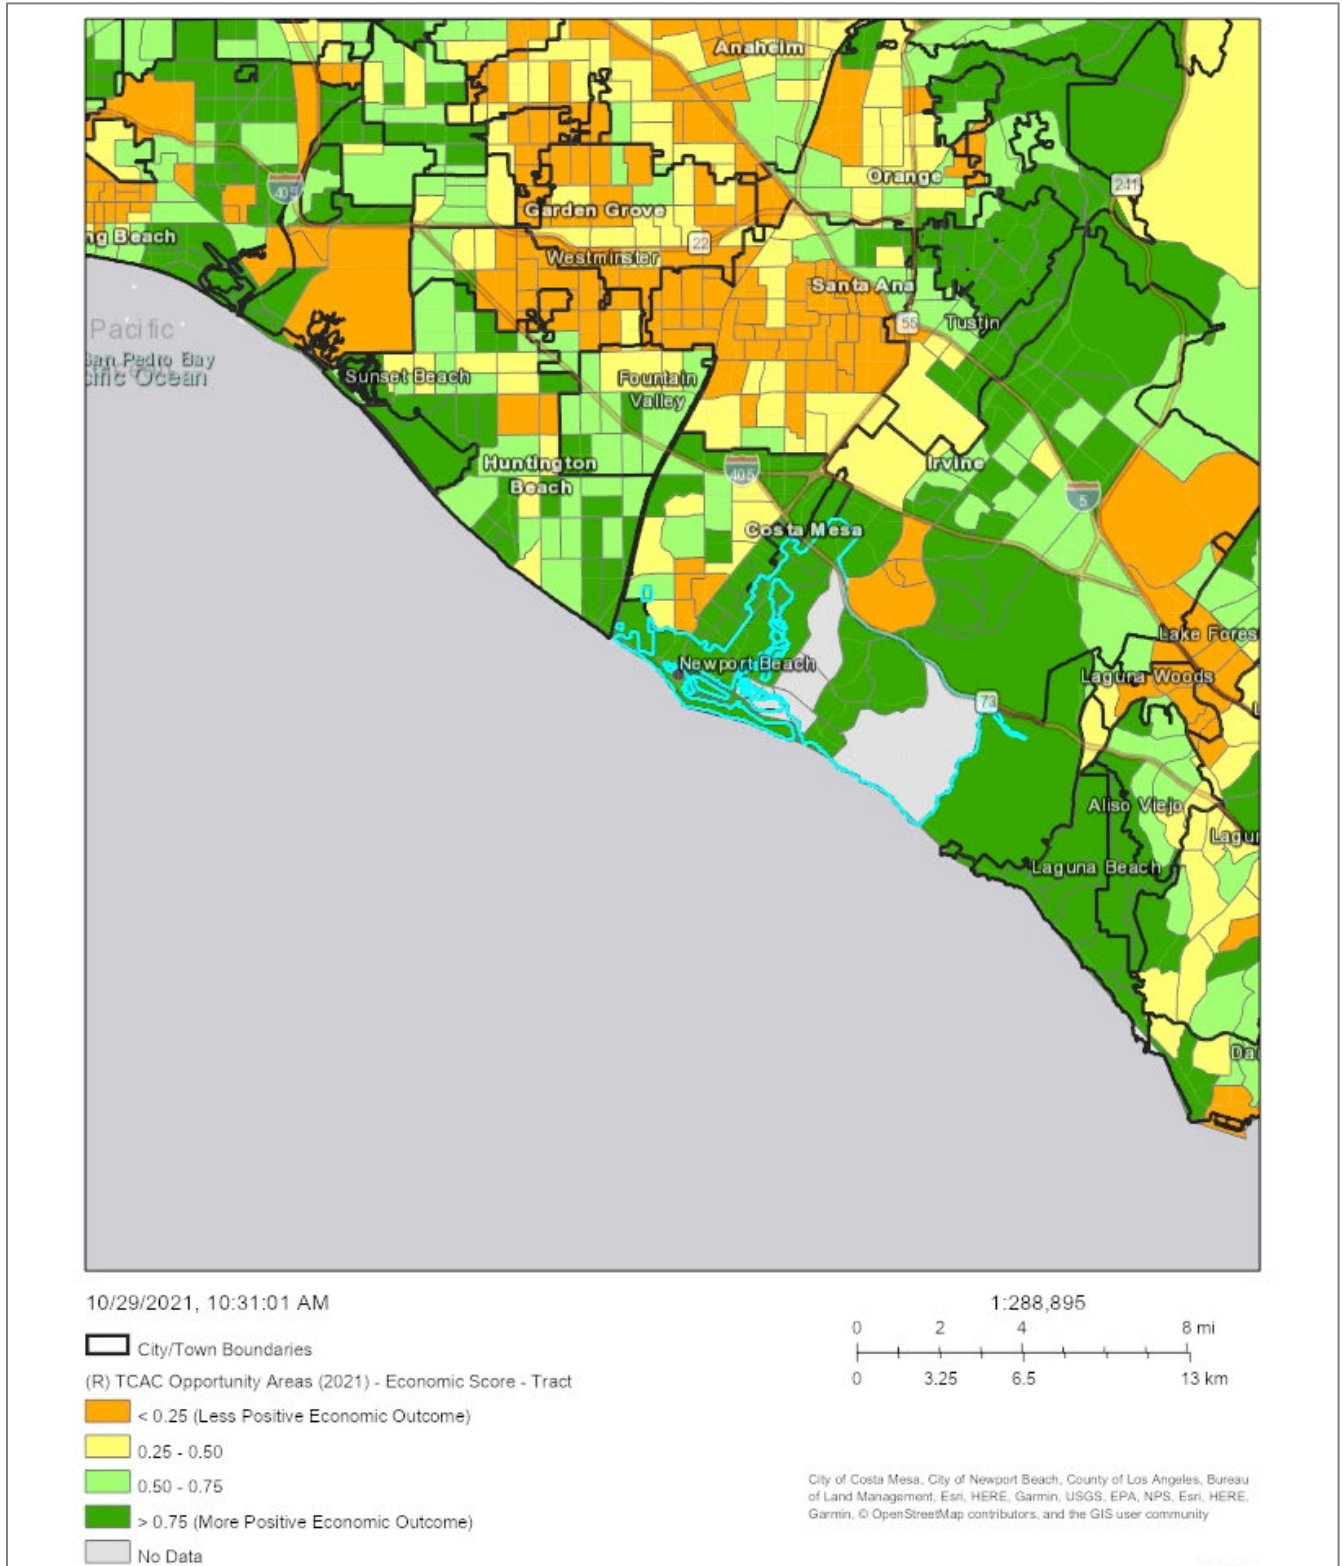 Anaheim
Orange
241
405
Garden Grove
ng Beach
22
Westminster
Santa Ana
55
Tustin
Pacific
San Pedro Bay
cific Ocean
Sunset Beach
Fountain
Valley
Huntington
Beach
405
Irvine
5
Costa Mesa
Lake Fores
Newport Beach
Laguna Woods
73
L
Aliso Viejo
Lagun
Laguna Beach
Da
10/29/2021, 10:31:01 AM
1:288,895
0 2 4 8 mi
0 3.25 6.5 13 km
City/Town Boundaries
(R) TCAC Opportunity Areas (2021) - Economic Score - Tract
< 0.25 (Less Positive Economic Outcome)
0.25 - 0.50
0.50 - 0.75
> 0.75 (More Positive Economic Outcome)
No Data
City of Costa Mesa, City of Newport Beach, County of Los Angeles, Bureau
of Land Management, Esri, HERE, Garmin, USGS, EPA, NPS, Esri, HERE,
Garmin, © OpenStreetMap contributors, and the GIS user community